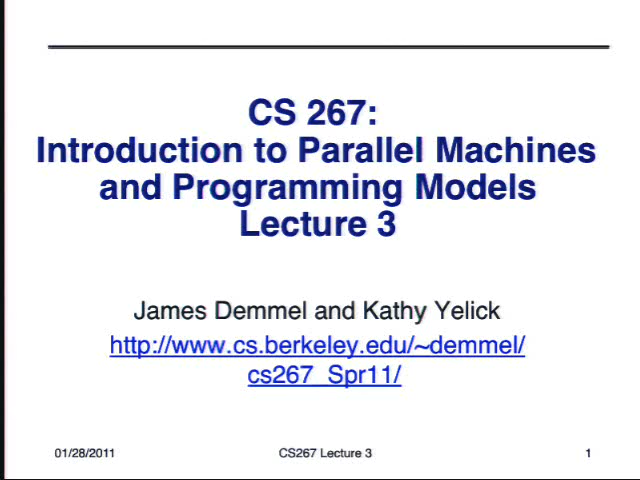 CS 267:
Introduction to Parallel Machines
and Programming Models
Lecture 3
James Demmel and Kathy Yelick
http://www.cs.berkeley.edu/~demmel/
cs267_Spr11/
01/28/2011 CS267 Lecture 3 1